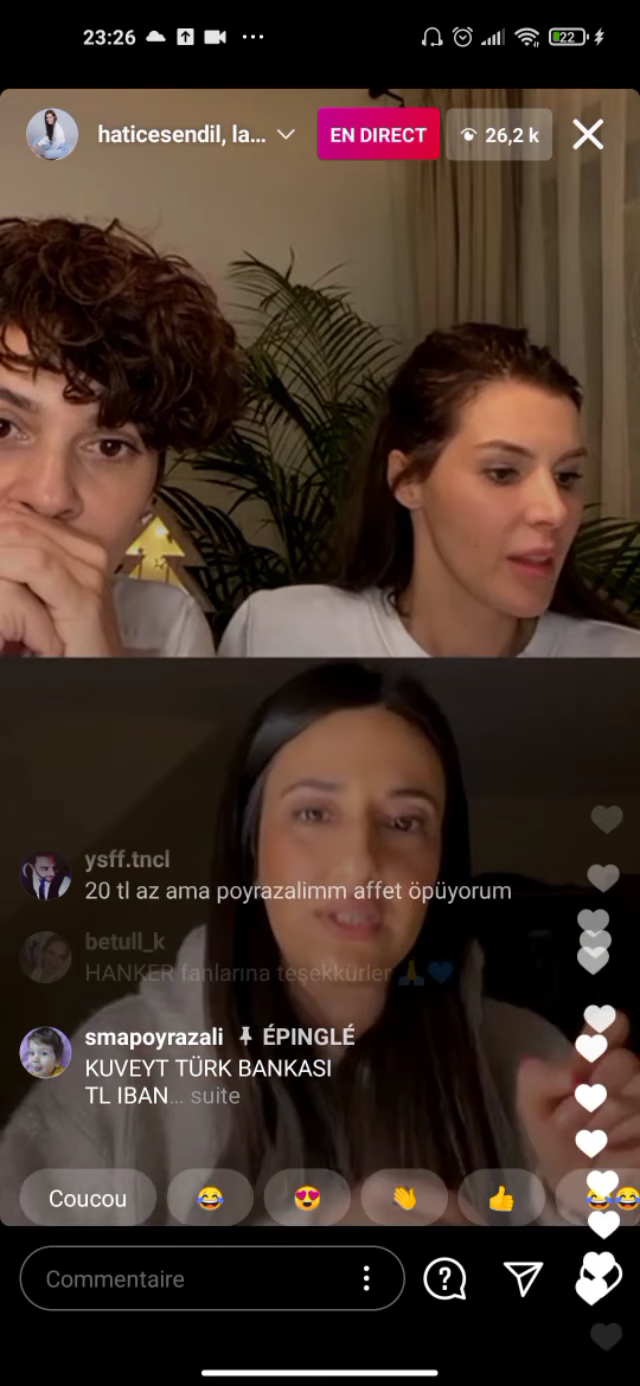 23:26
22
haticesendil, la...
EN DIRECT
26,2 k
ysff.tncl
20 tl az ama poyrazalimm affet öpüyorum
betull_k
HANKER fanlarına teşekkürler 🙏💙
smapoyrazali ÉPINGLÉ
KUVEYT TÜRK BANKASI
TL IBAN... suite
Coucou
Commentaire